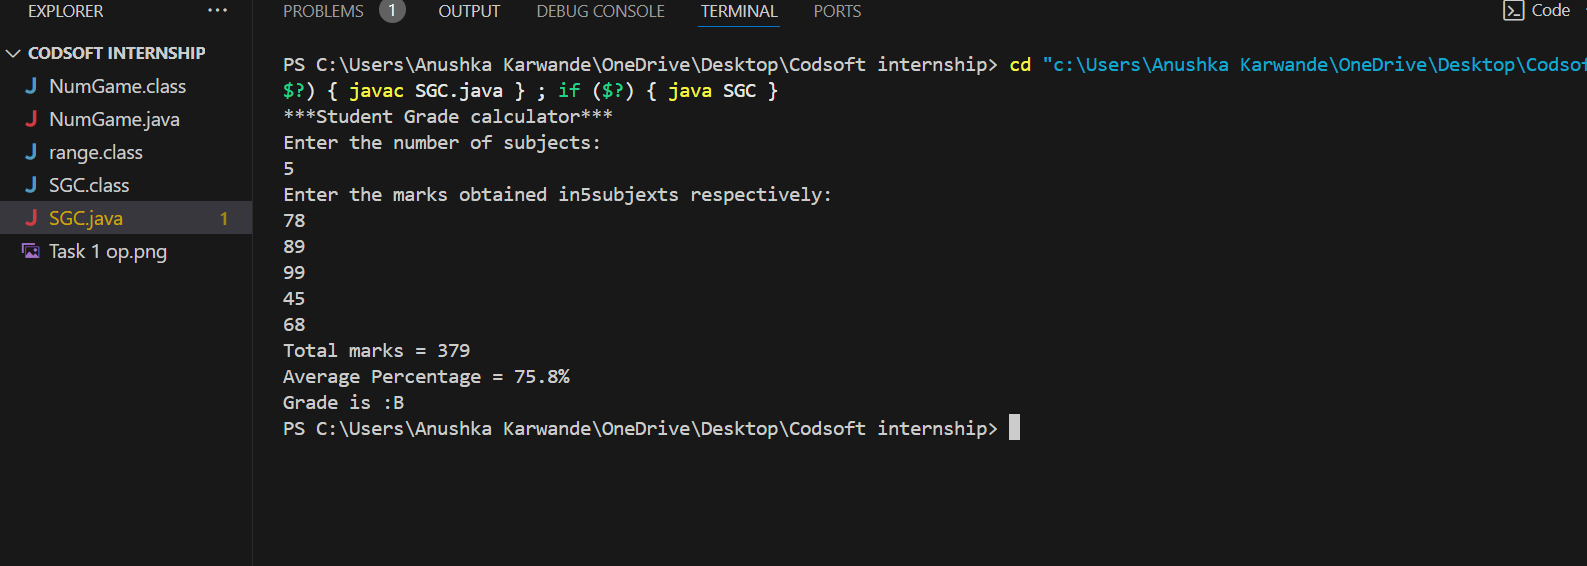 EXPLORER ...
CODSOFT INTERNSHIP
J NumGame.class
J NumGame.java
J range.class
J SGC.class
J SGC.java 1
Task 1 op.png
PROBLEMS 1 OUTPUT DEBUG CONSOLE TERMINAL PORTS Code
PS C:\Users\Anushka Karwande\OneDrive\Desktop\Codsoft internship> cd "c:\Users\Anushka Karwande\OneDrive\Desktop\Codsof
$?) { javac SGC.java } ; if ($?) { java SGC }
***Student Grade calculator***
Enter the number of subjects:
5
Enter the marks obtained in5subjexts respectively:
78
89
99
45
68
Total marks = 379
Average Percentage = 75.8%
Grade is :B
PS C:\Users\Anushka Karwande\OneDrive\Desktop\Codsoft internship>